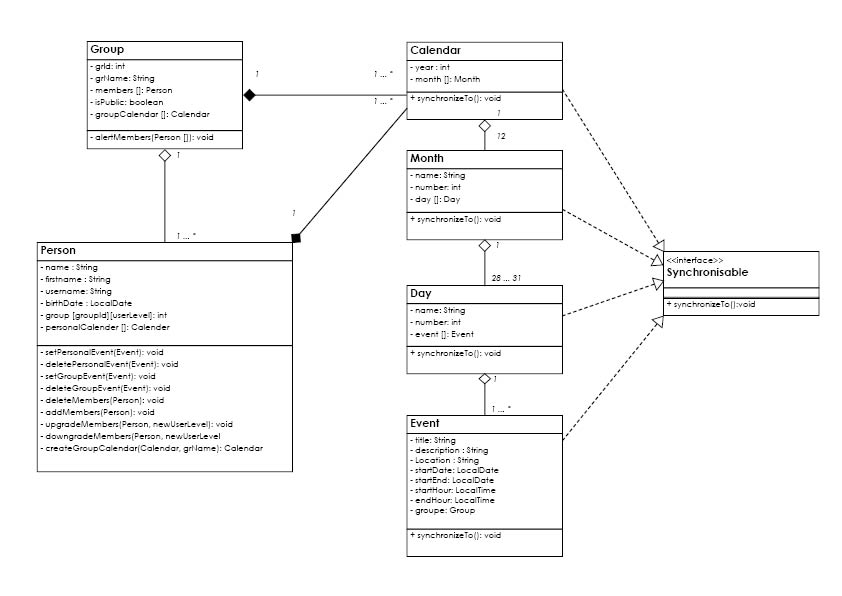 Group
- grId: int
- grName: String
- members []: Person
- isPublic: boolean
- groupCalendar []: Calendar
- alertMembers(Person []): void
1
1 ... *
1 ... *
1
1 ... *
1
Person
- name : String
- firstname : String
- username: String
- birthDate : LocalDate
- group [groupId][userLevel]: int
- personalCalender []: Calender
- setPersonalEvent(Event): void
- deletePersonalEvent(Event): void
- setGroupEvent(Event): void
- deleteGroupEvent(Event): void
- deleteMembers(Person): void
- addMembers(Person): void
- upgradeMembers(Person, newUserLevel): void
- downgradeMembers(Person, newUserLevel
- createGroupCalendar(Calendar, grName): Calendar
Calendar
- year : int
- month []: Month
+ synchronizeTo(): void
1
12
Month
- name: String
- number: int
- day []: Day
+ synchronizeTo(): void
1
28 ... 31
Day
- name: String
- number: int
- event []: Event
+ synchronizeTo(): void
1
1 ... *
Event
- title: String
- description : String
- Location : String
- startDate: LocalDate
- startEnd: LocalDate
- startHour: LocalTime
- endHour: LocalTime
- groupe: Group
+ synchronizeTo(): void
<<interface>>
Synchronisable
+ synchronizeTo():void